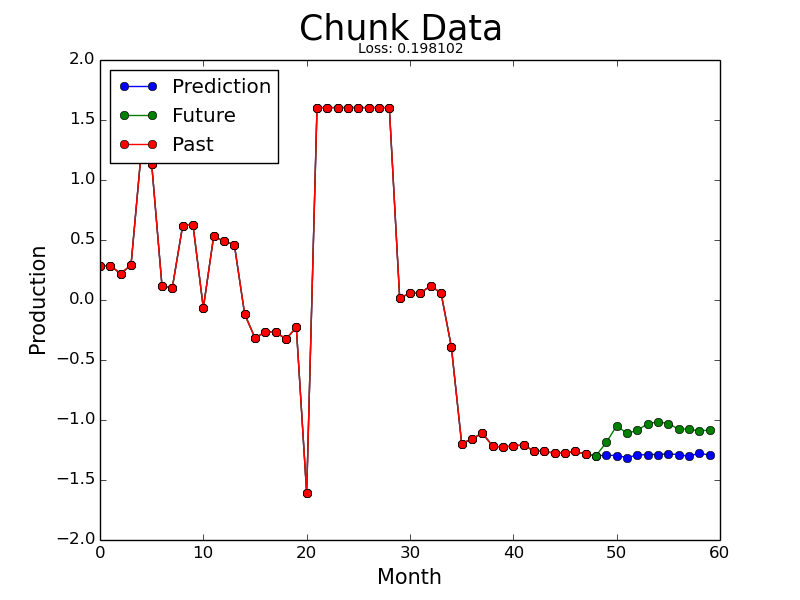 Chunk Data
Loss: 0.198102
Prediction
Future
Past
2.0
1.5
1.0
0.5
0.0
−0.5
−1.0
−1.5
−2.0
Production
0 10 20 30 40 50 60
Month